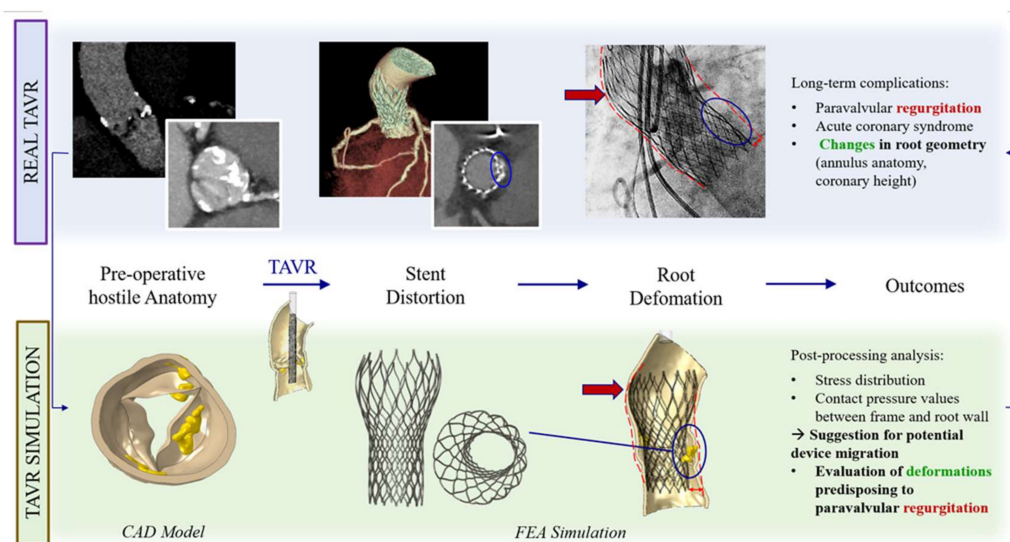 REAL TAVR
Long-term complications:
• Paravalvular regurgitation
• Acute coronary syndrome
• Changes in root geometry
(annulus anatomy,
coronary height)
Pre-operative
hostile Anatomy
TAVR
Stent
Distortion
Root
Defomation
Outcomes
TAVR SIMULATION
Post-processing analysis:
• Stress distribution
• Contact pressure values
between frame and root wall
→ Suggestion for potential
device migration
• Evaluation of deformations
predisposing to
paravalvular regurgitation
CAD Model
FEA Simulation